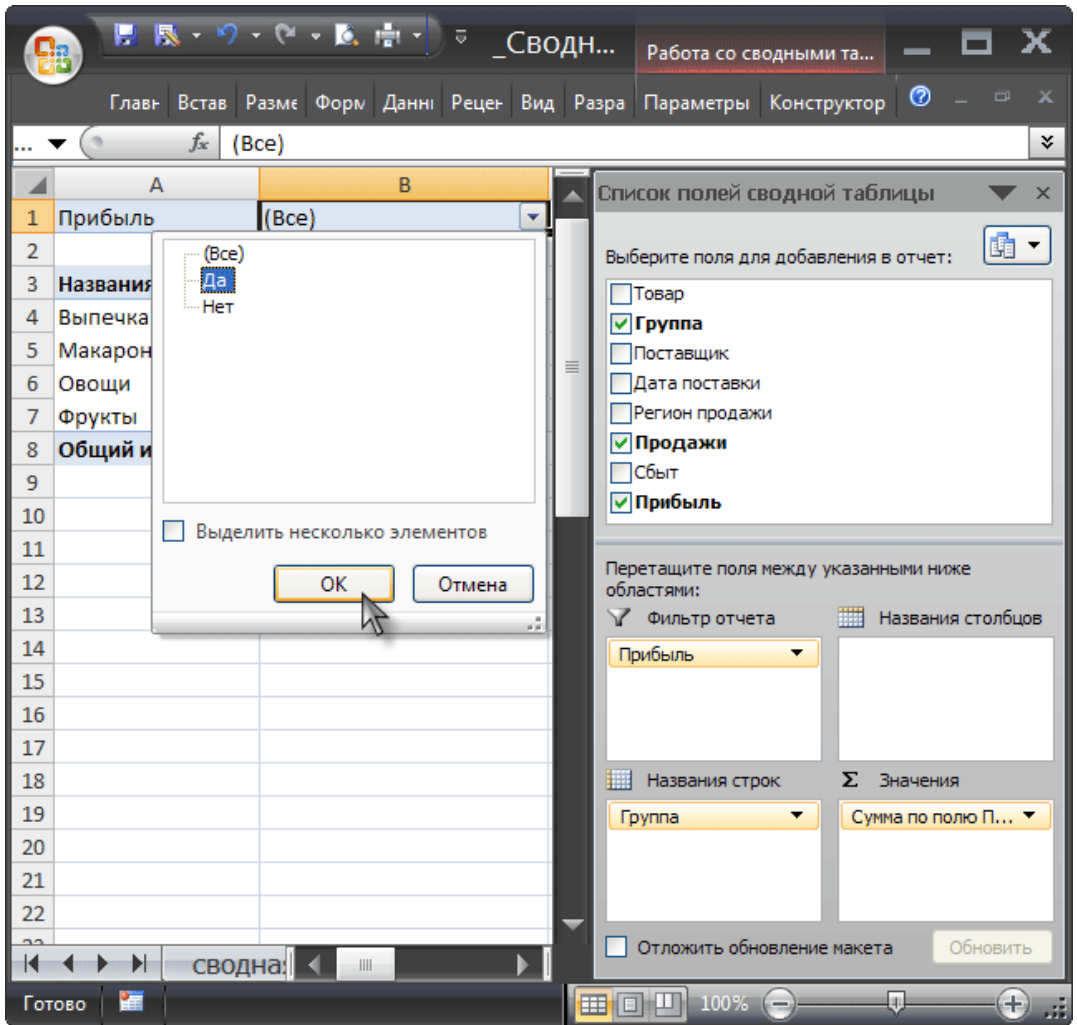 _Сводн...
Работа со сводными та...
Главн Встав Разме Форм Данны Рецен Вид Разра Параметры Конструктор
... fx (Все)
A B
1 Прибыль (Все)
2
3 Названия
4 Выпечка
5 Макарон
6 Овощи
7 Фрукты
8 Общий и
9
10
11
12
13
14
15
16
17
18
19
20
21
22
23
(Все)
Да
Нет
Выделить несколько элементов
ОК Отмена
Список полей сводной таблицы
Выберите поля для добавления в отчет:
Товар
Группа
Поставщик
Дата поставки
Регион продажи
Продажи
Сбыт
Прибыль
Перетащите поля между указанными ниже
областями:
Фильтр отчета Названия столбцов
Прибыль
Названия строк Σ Значения
Группа Сумма по полю П...
Отложить обновление макета Обновить
сводная
Готово 100%